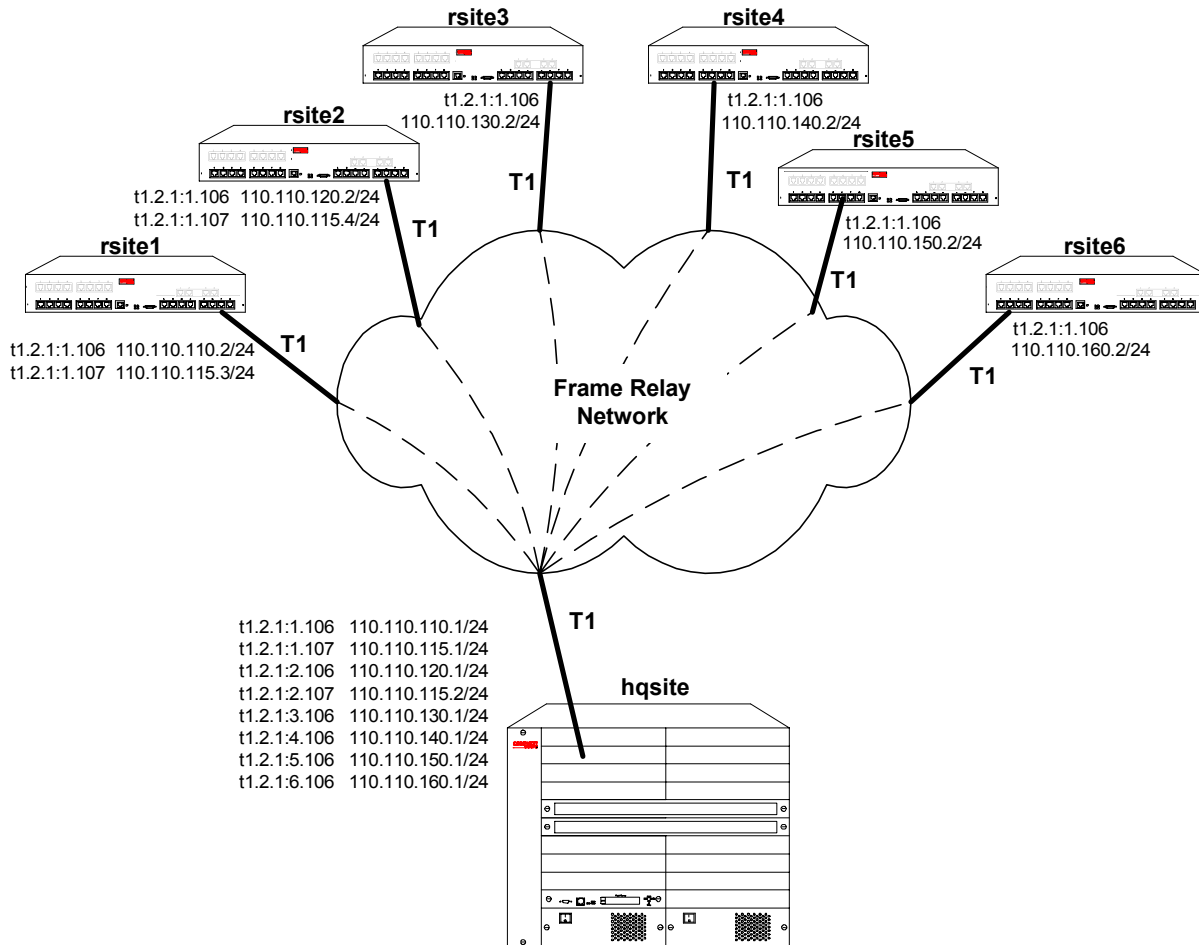 rsite3
rsite4
t1.2.1:1.106
110.110.130.2/24
t1.2.1:1.106
110.110.140.2/24
rsite2
rsite5
T1
T1
t1.2.1:1.106 110.110.120.2/24
t1.2.1:1.107 110.110.115.4/24
T1
t1.2.1:1.106
110.110.150.2/24
rsite1
rsite6
T1
T1
t1.2.1:1.106 110.110.110.2/24
t1.2.1:1.107 110.110.115.3/24
t1.2.1:1.106
110.110.160.2/24
T1
Frame Relay
Network
T1
t1.2.1:1.106 110.110.110.1/24
t1.2.1:1.107 110.110.115.1/24
t1.2.1:2.106 110.110.120.1/24
t1.2.1:2.107 110.110.115.2/24
t1.2.1:3.106 110.110.130.1/24
t1.2.1:4.106 110.110.140.1/24
t1.2.1:5.106 110.110.150.1/24
t1.2.1:6.106 110.110.160.1/24
hqsite